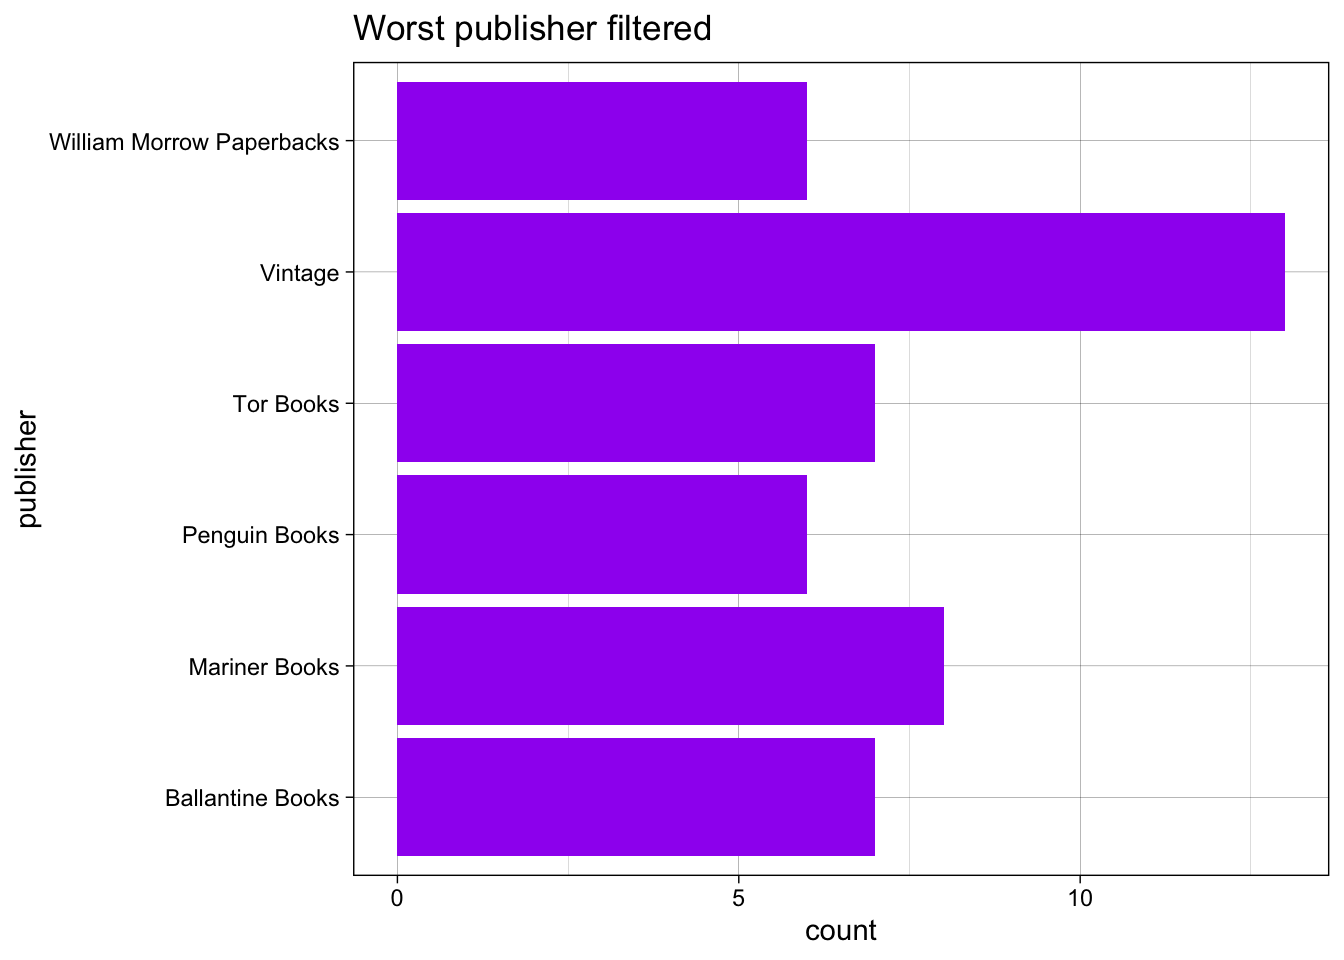 Worst publisher filtered
William Morrow Paperbacks
Vintage
Tor Books
Penguin Books
Mariner Books
Ballantine Books
publisher
0 5 10
count